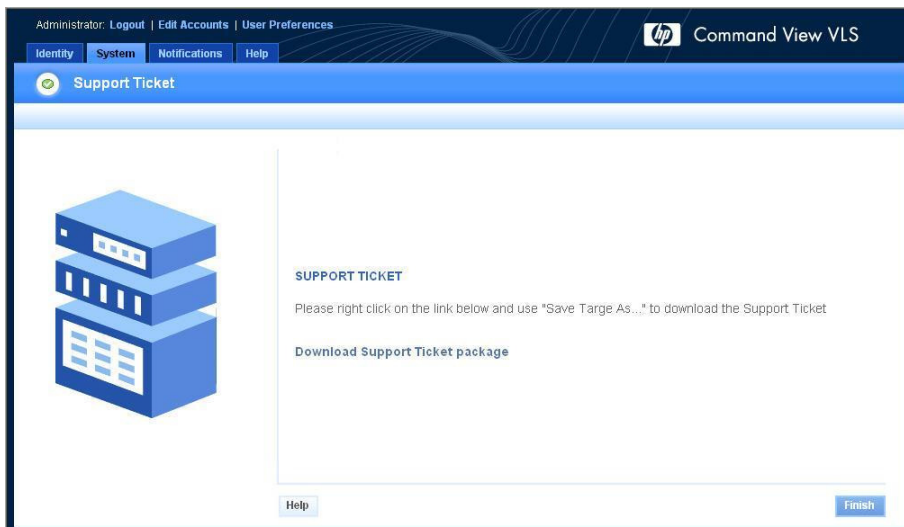 Administrator: Logout | Edit Accounts | User Preferences
hp Command View VLS
Identity System Notifications Help
Support Ticket
SUPPORT TICKET
Please right click on the link below and use "Save Targe As..." to download the Support Ticket
Download Support Ticket package
Help Finish